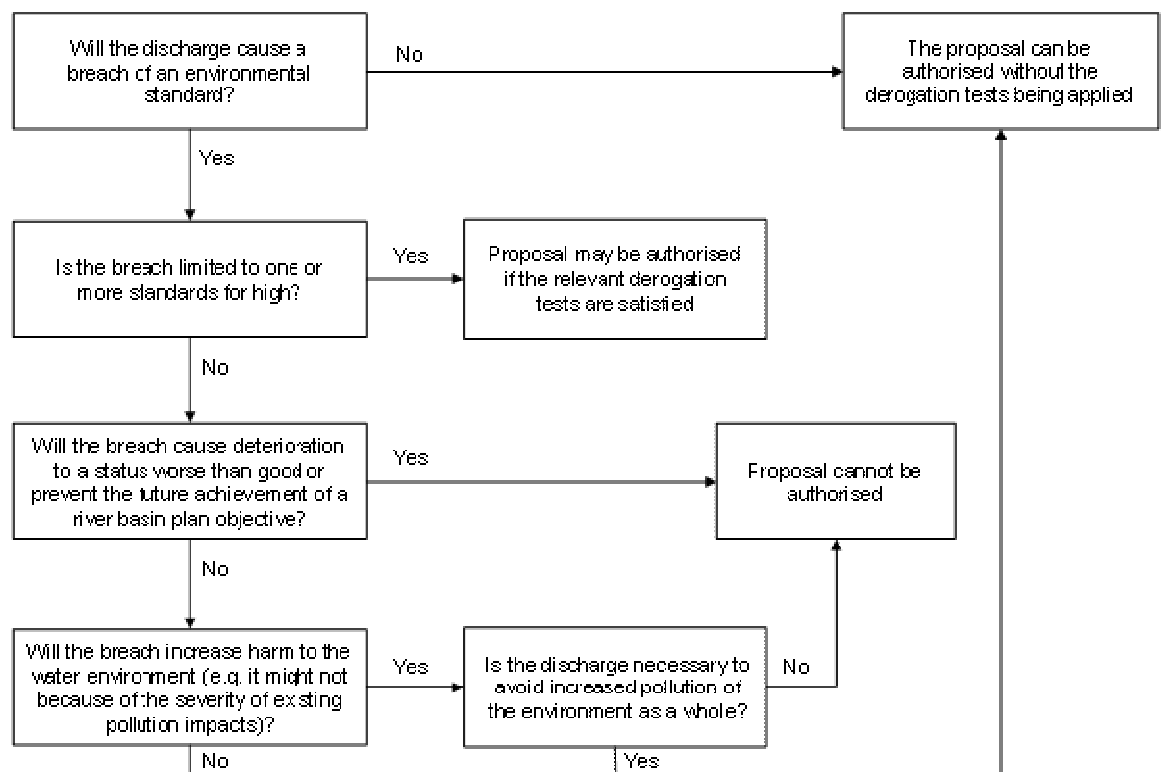 Will the discharge cause a
breach of an environmental
standard?
No
The proposal can be
authorised without the
derogation tests being applied
Yes
Is the breach limited to one or
more standards for high?
Yes
Proposal may be authorised
if the relevant derogation
tests are satisfied
No
Will the breach cause deterioration
to a status worse than good or
prevent the future achievement of a
river basin plan objective?
Yes
Proposal cannot be
authorised
No
Will the breach increase harm to the
water environment (e.g. it might not
because of the severity of existing
pollution impacts)?
Yes
Is the discharge necessary to
avoid increased pollution of
the environment as a whole?
No
No
Yes